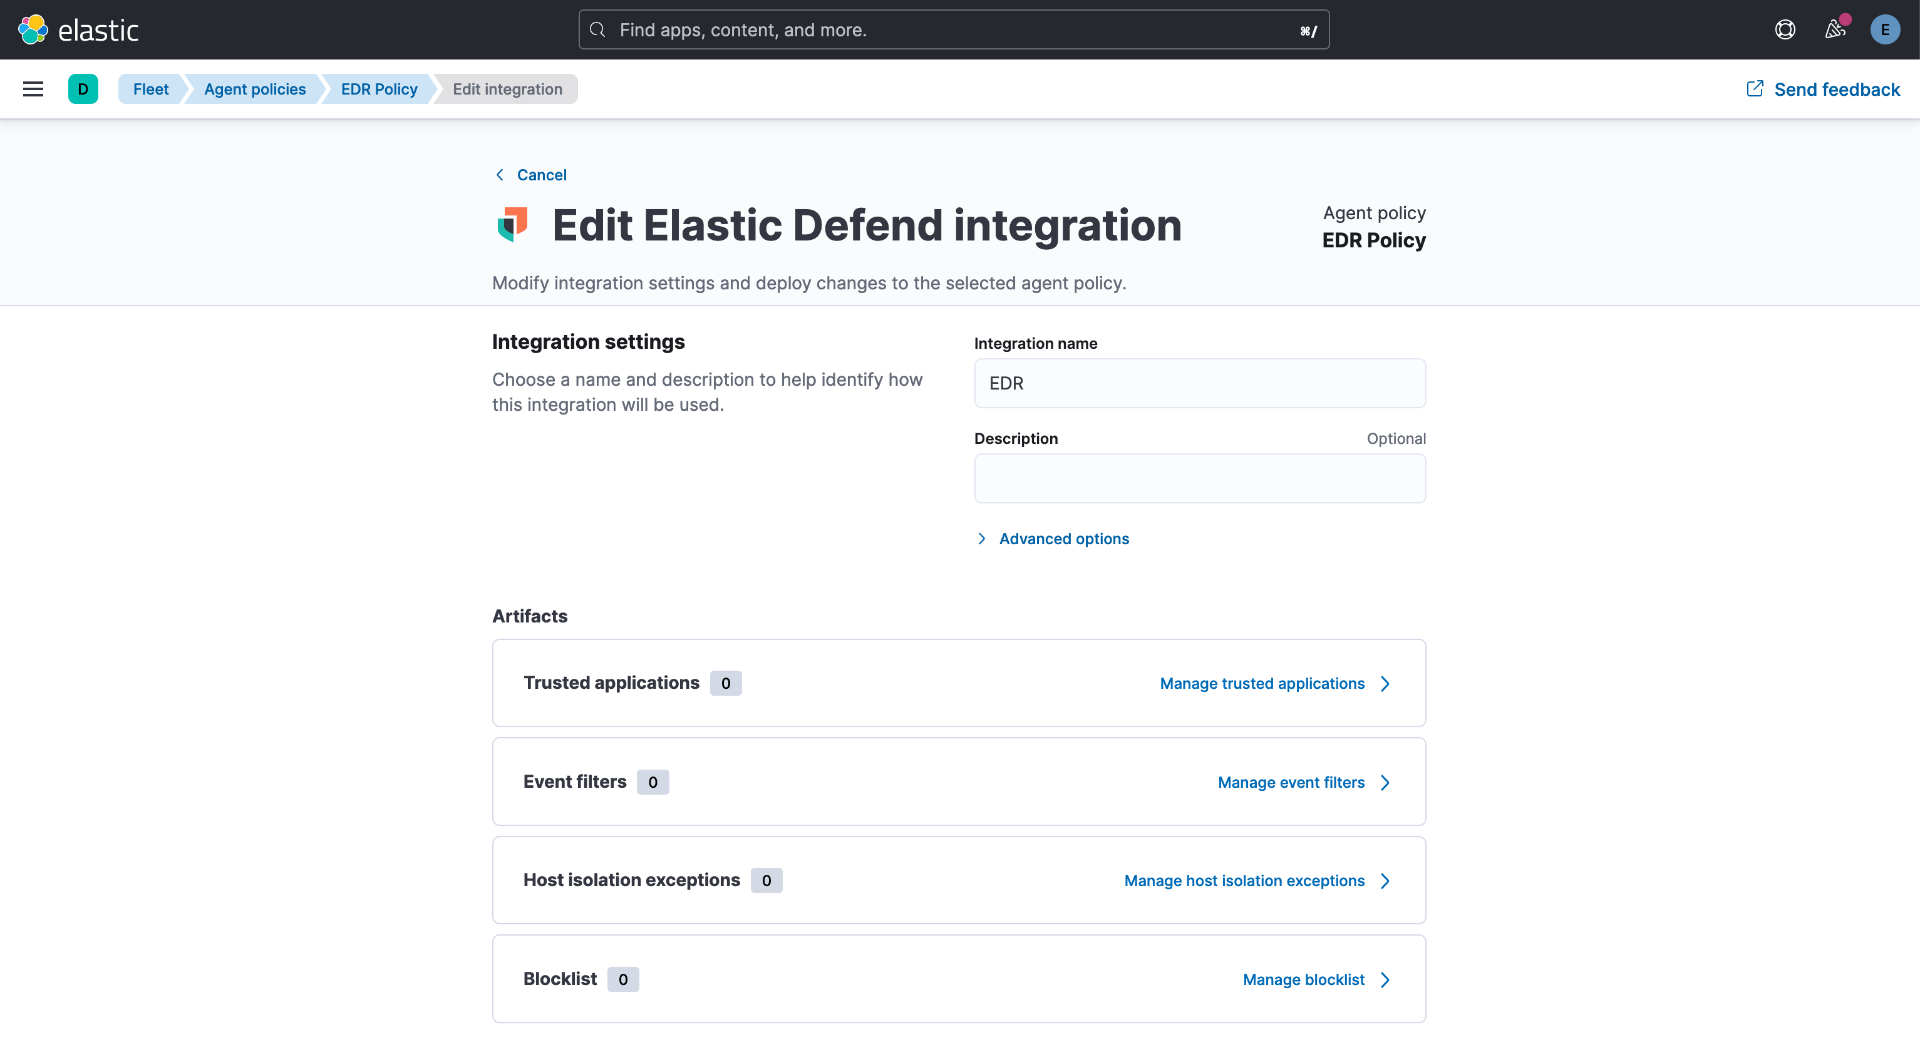 elastic
Find apps, content, and more.
⌘/
E
D
Fleet
Agent policies
EDR Policy
Edit integration
Send feedback
Cancel
Edit Elastic Defend integration
Agent policy
EDR Policy
Modify integration settings and deploy changes to the selected agent policy.
Integration settings
Choose a name and description to help identify how
this integration will be used.
Integration name
EDR
Description
Optional
Advanced options
Artifacts
Trusted applications 0
Manage trusted applications
Event filters 0
Manage event filters
Host isolation exceptions 0
Manage host isolation exceptions
Blocklist 0
Manage blocklist